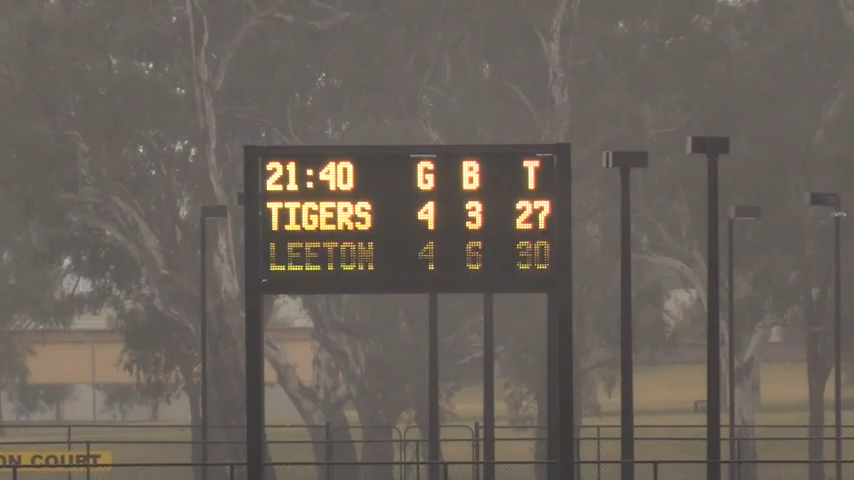 21:40 G B T
TIGERS 4 3 27
LEETON 4 6 30
ON COURT